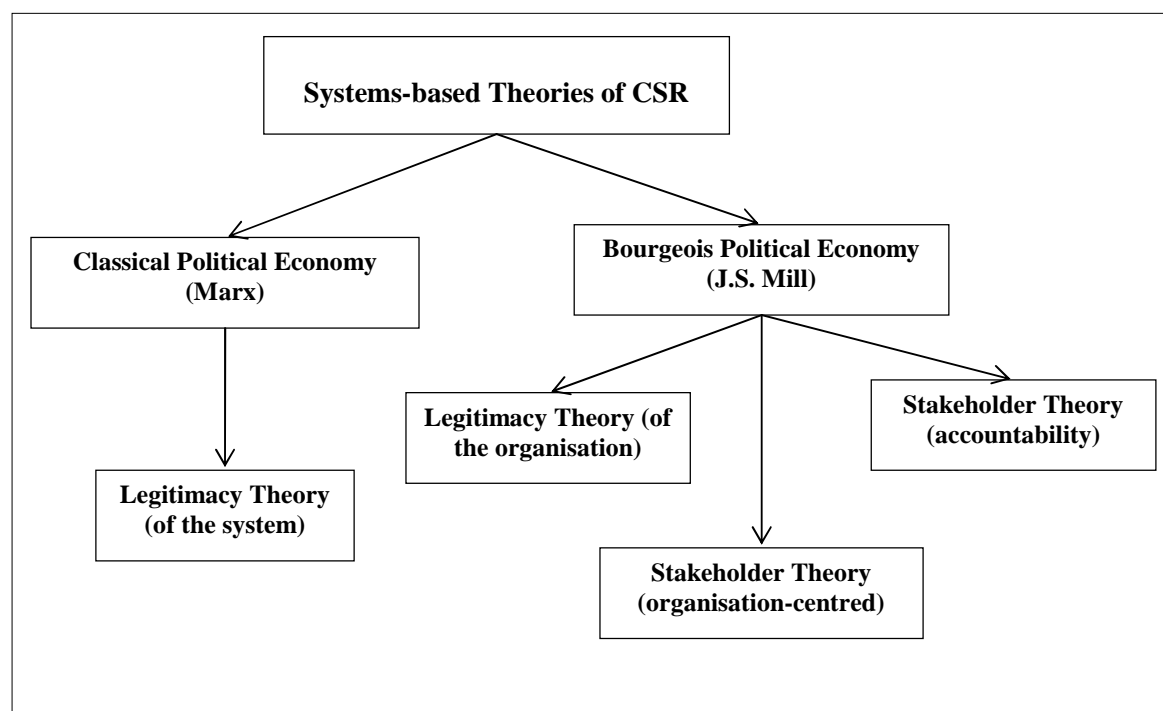 Systems-based Theories of CSR
Classical Political Economy
(Marx)
Bourgeois Political Economy
(J.S. Mill)
Legitimacy Theory
(of the system)
Legitimacy Theory (of
the organisation)
Stakeholder Theory
(organisation-centred)
Stakeholder Theory
(accountability)